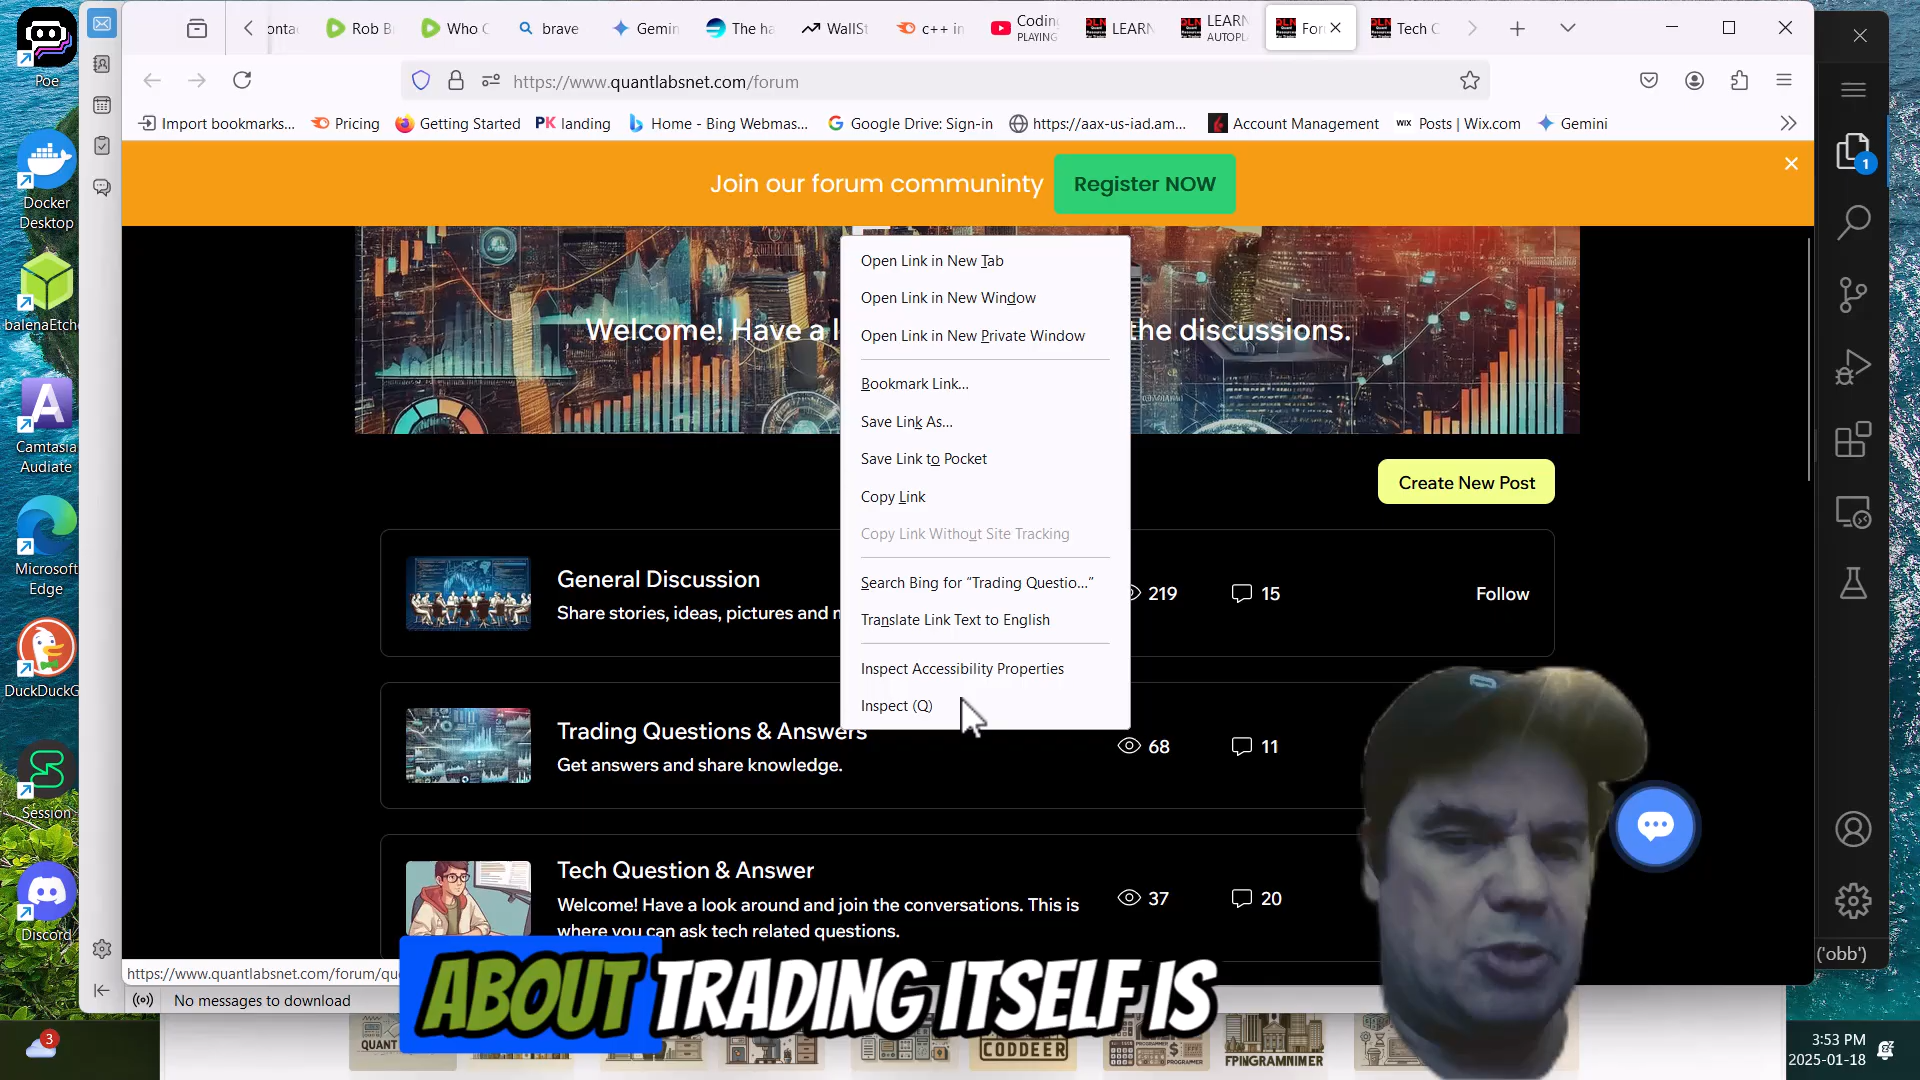 Rob B
Who C
brave
Gemin
The ha
WallSt
c++ in
Coding
PLAYING
LEARN
LEARN
AUTOPLA
For
Tech C
https://www.quantlabsnet.com/forum
Import bookmarks...
Pricing
Getting Started
PK landing
Home - Bing Webmas...
Google Drive: Sign-in
https://aax-us-iad.am...
Account Management
WIX Posts | Wix.com
Gemini
Join our forum communinty
Register NOW
Welcome! Have a l
the discussions.
Open Link in New Tab
Open Link in New Window
Open Link in New Private Window
Bookmark Link...
Save Link As...
Save Link to Pocket
Copy Link
Copy Link Without Site Tracking
Search Bing for “Trading Questio...”
Translate Link Text to English
Inspect Accessibility Properties
Inspect (Q)
Create New Post
General Discussion
Share stories, ideas, pictures and m
219
15
Follow
Trading Questions & Answers
Get answers and share knowledge.
68
11
Tech Question & Answer
Welcome! Have a look around and join the conversations. This is
where you can ask tech related questions.
37
20
https://www.quantlabsnet.com/forum/qu
No messages to download
ABOUT TRADING ITSELF IS
Poe
Docker
Desktop
balenaEtche
Camtasia
Audiate
Microsoft
Edge
DuckDuckG
Session
Discord
3
1
('obb')
QUANT
CODDEER
PROGRAMMER
FPINGRAMNIMER
3:53 PM
2025-01-18